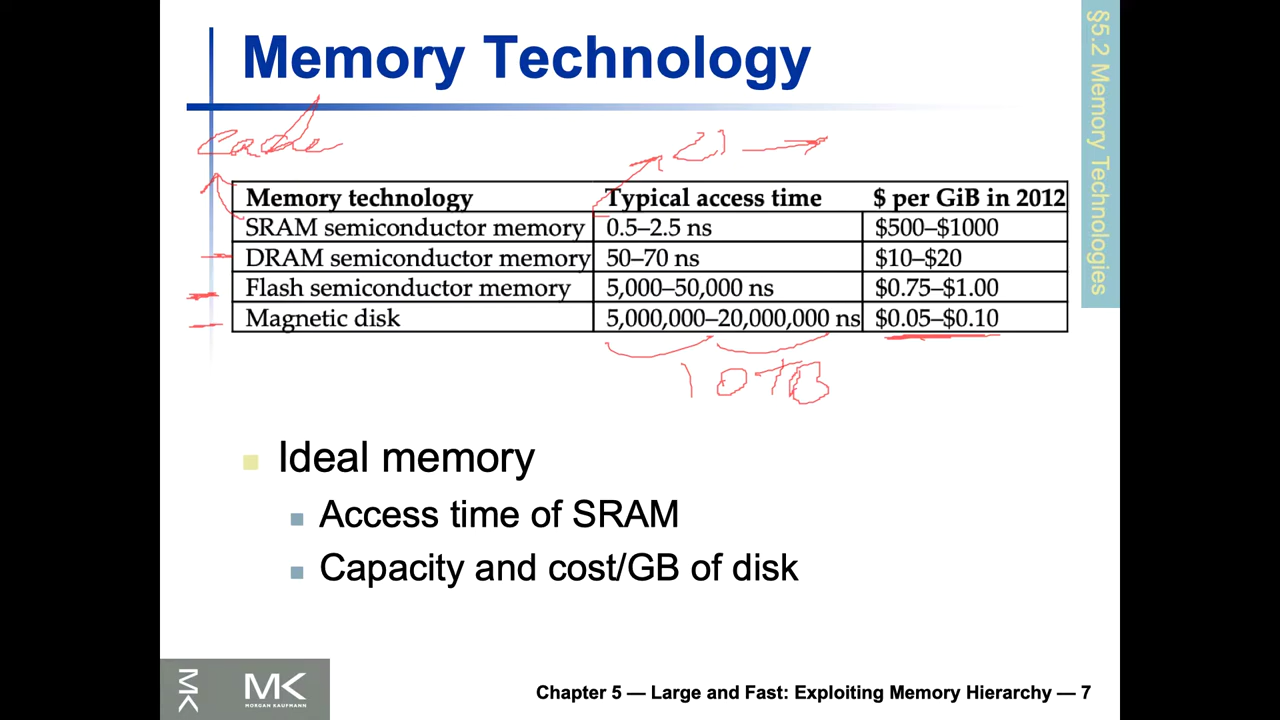 Memory Technology
§5.2 Memory Technologies
cache
Memory technology Typical access time $ per GiB in 2012
SRAM semiconductor memory 0.5–2.5 ns $500–$1000
DRAM semiconductor memory 50–70 ns $10–$20
Flash semiconductor memory 5,000–50,000 ns $0.75–$1.00
Magnetic disk 5,000,000–20,000,000 ns $0.05–$0.10
10TB
Ideal memory
Access time of SRAM
Capacity and cost/GB of disk
MK
MK
MORGAN KAUFMANN
Chapter 5 — Large and Fast: Exploiting Memory Hierarchy — 7